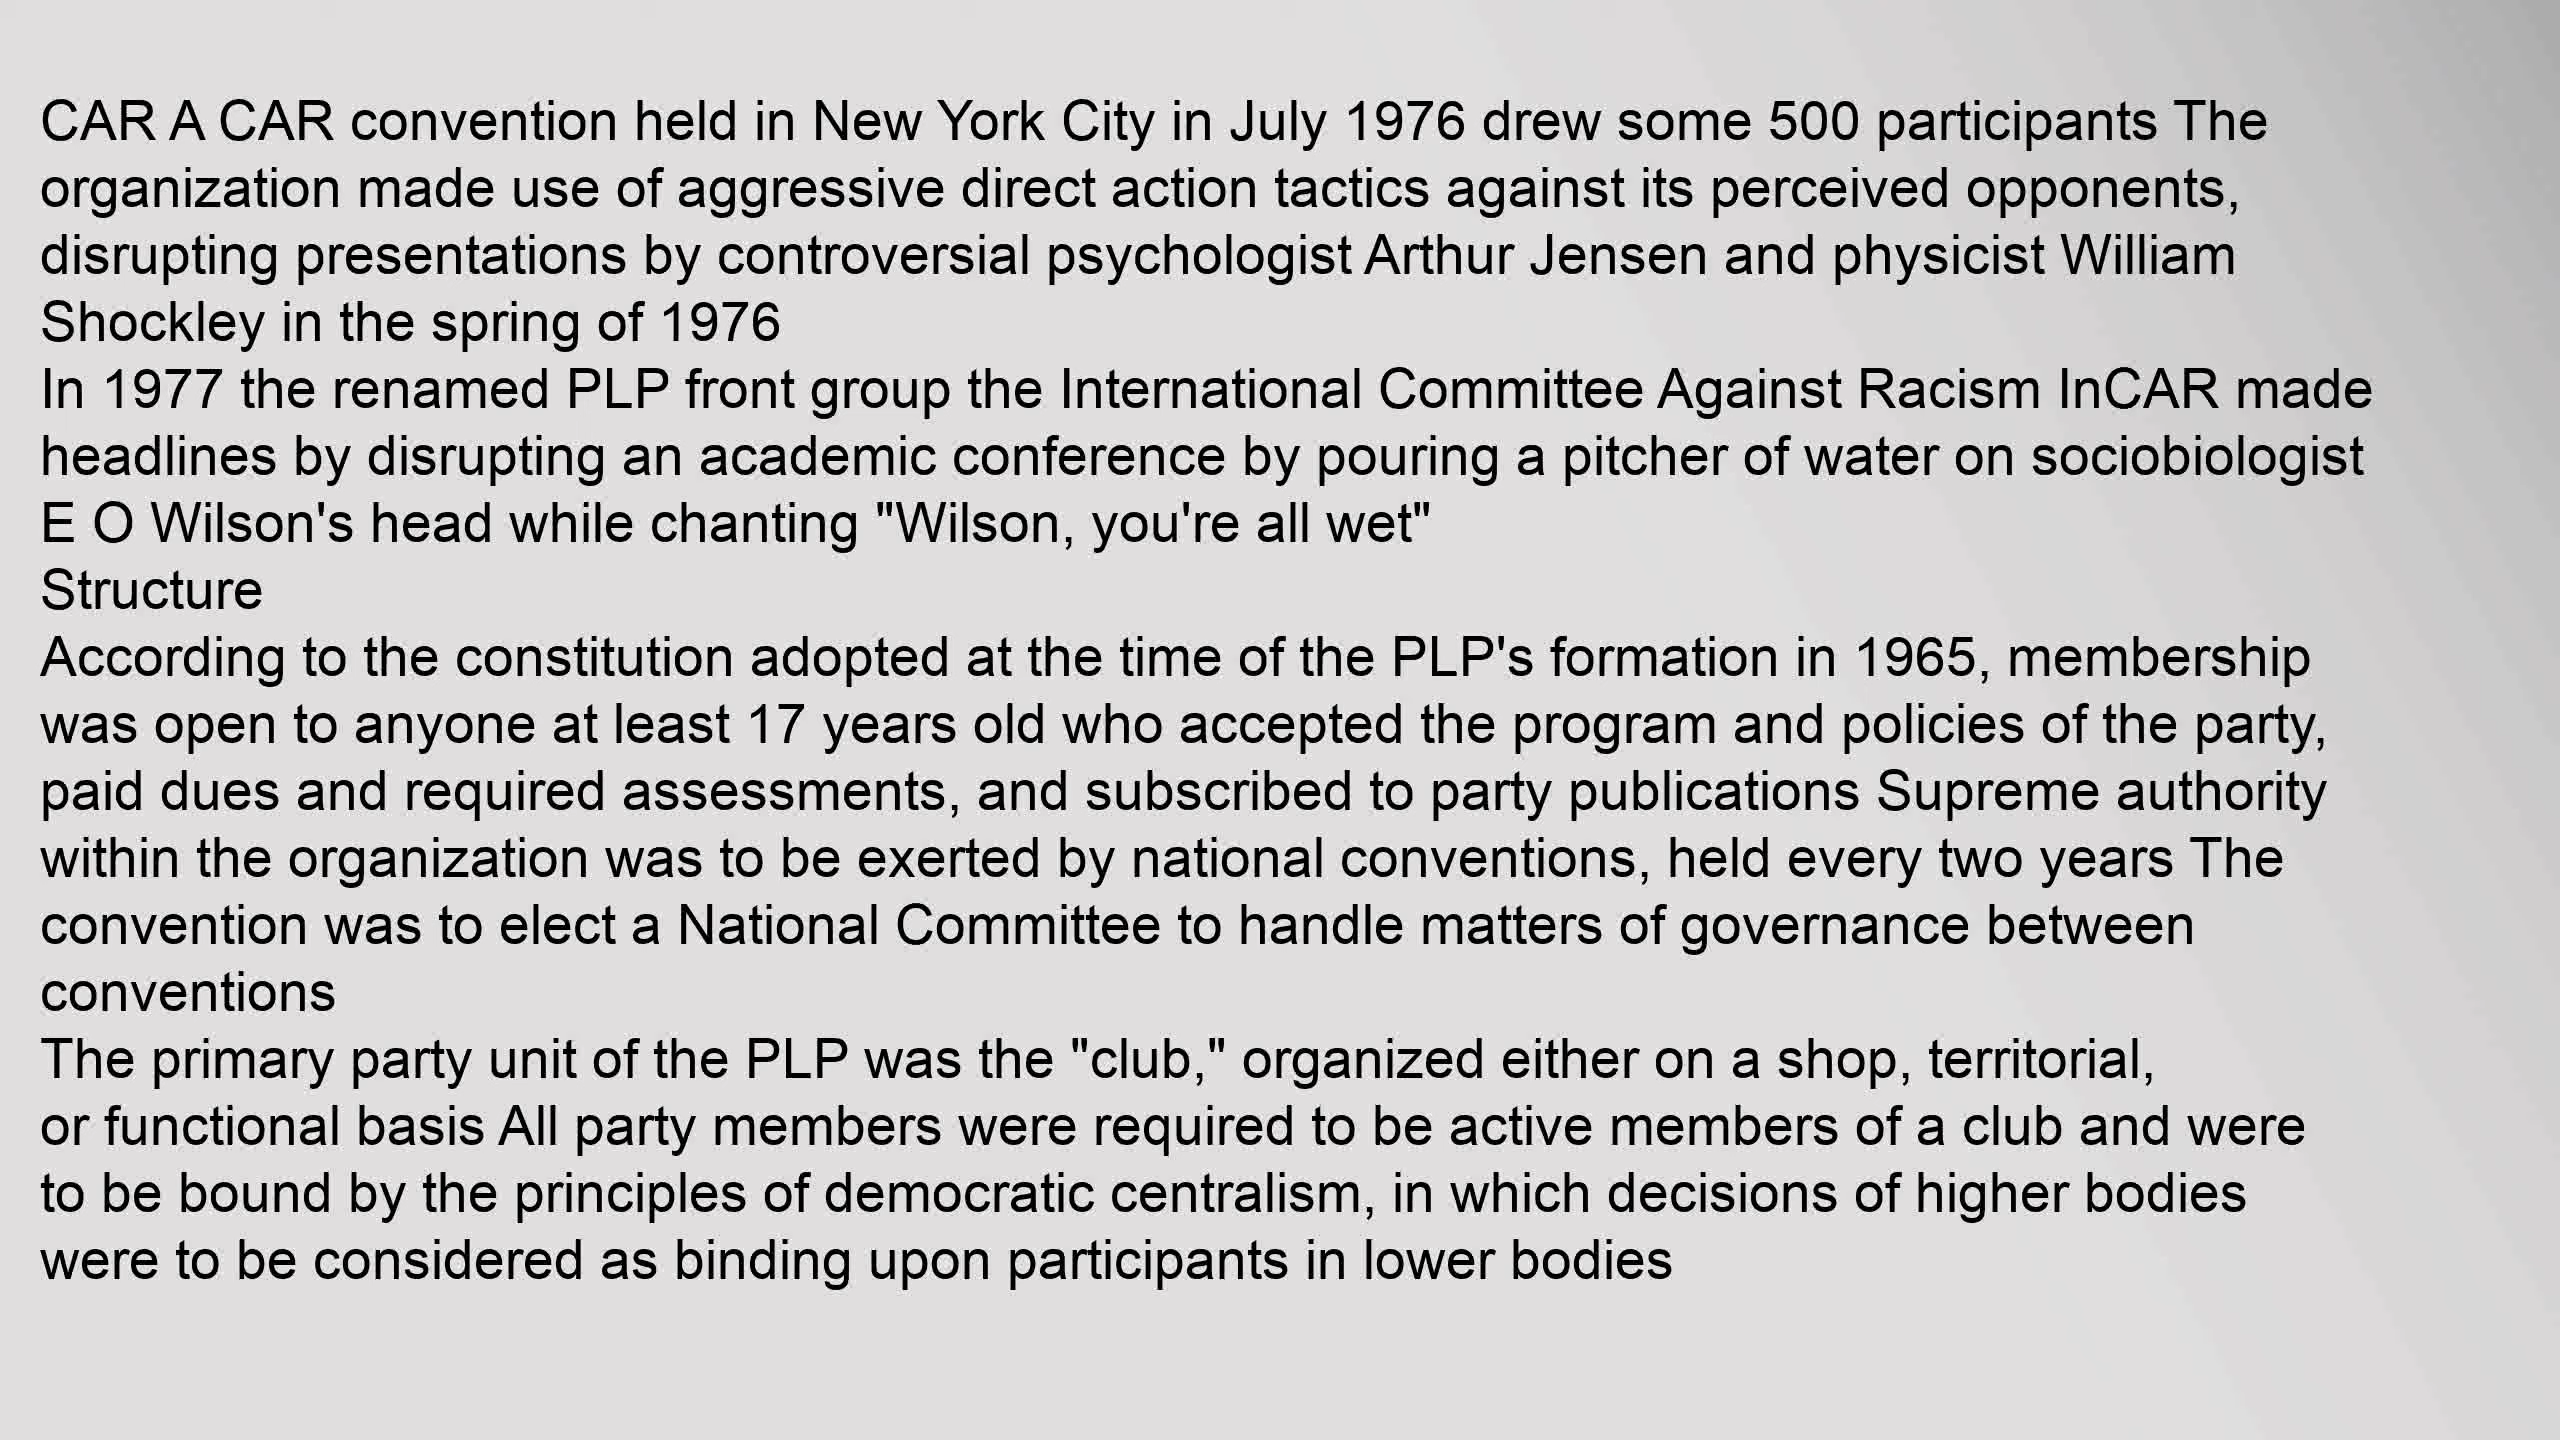 CAR A CAR convention held in New York City in July 1976 drew some 500 participants The
organization made use of aggressive direct action tactics against its perceived opponents,
disrupting presentations by controversial psychologist Arthur Jensen and physicist William
Shockley in the spring of 1976
In 1977 the renamed PLP front group the International Committee Against Racism InCAR made
headlines by disrupting an academic conference by pouring a pitcher of water on sociobiologist
E O Wilson's head while chanting "Wilson, you're all wet"
Structure
According to the constitution adopted at the time of the PLP's formation in 1965, membership
was open to anyone at least 17 years old who accepted the program and policies of the party,
paid dues and required assessments, and subscribed to party publications Supreme authority
within the organization was to be exerted by national conventions, held every two years The
convention was to elect a National Committee to handle matters of governance between
conventions
The primary party unit of the PLP was the "club," organized either on a shop, territorial,
or functional basis All party members were required to be active members of a club and were
to be bound by the principles of democratic centralism, in which decisions of higher bodies
were to be considered as binding upon participants in lower bodies